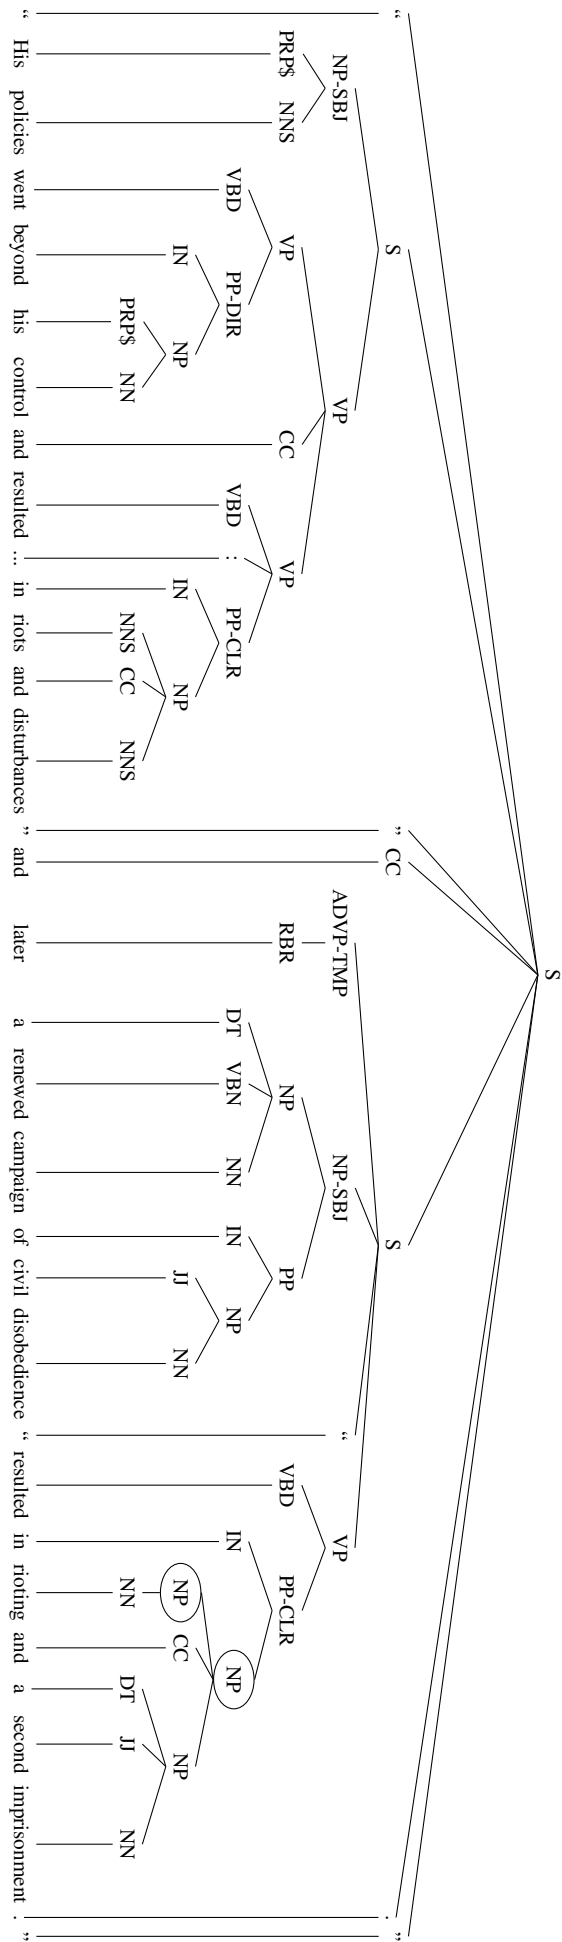 S
“ S ” CC S . ”
NP-SBJ VP ADVP-TMP NP-SBJ “ VP
PRP$ NNS VP CC VP RBR NP PP VBD PP-CLR
VBD PP-DIR VBD : PP-CLR DT VBN NN IN NP IN NP
IN NP IN NP JJ NN NP CC NP
PRP$ NN NNS CC NNS NN DT JJ NN
“ His policies went beyond his control and resulted ... in riots and disturbances ” and later a renewed campaign of civil disobedience “ resulted in rioting and a second imprisonment . ”